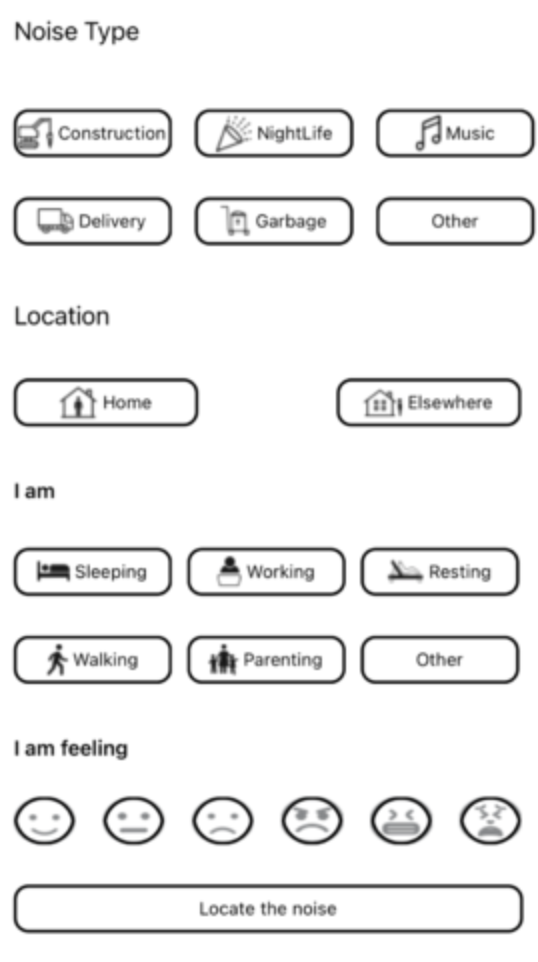 Noise Type
Construction NightLife Music
Delivery Garbage Other
Location
Home Elsewhere
I am
Sleeping Working Resting
Walking Parenting Other
I am feeling
Locate the noise